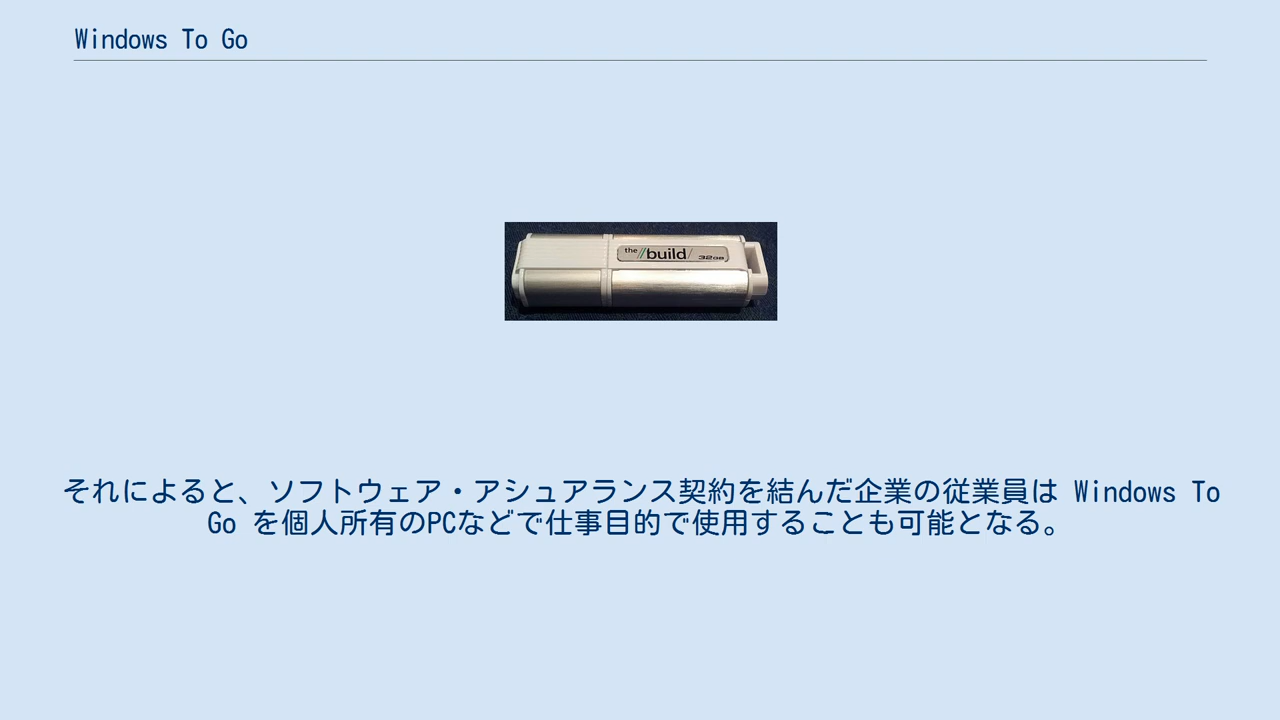 Windows To Go
the //build/ 32GB
それによると、ソフトウェア・アシュアランス契約を結んだ企業の従業員は Windows To
Go を個人所有のPCなどで仕事目的で使用することも可能となる。